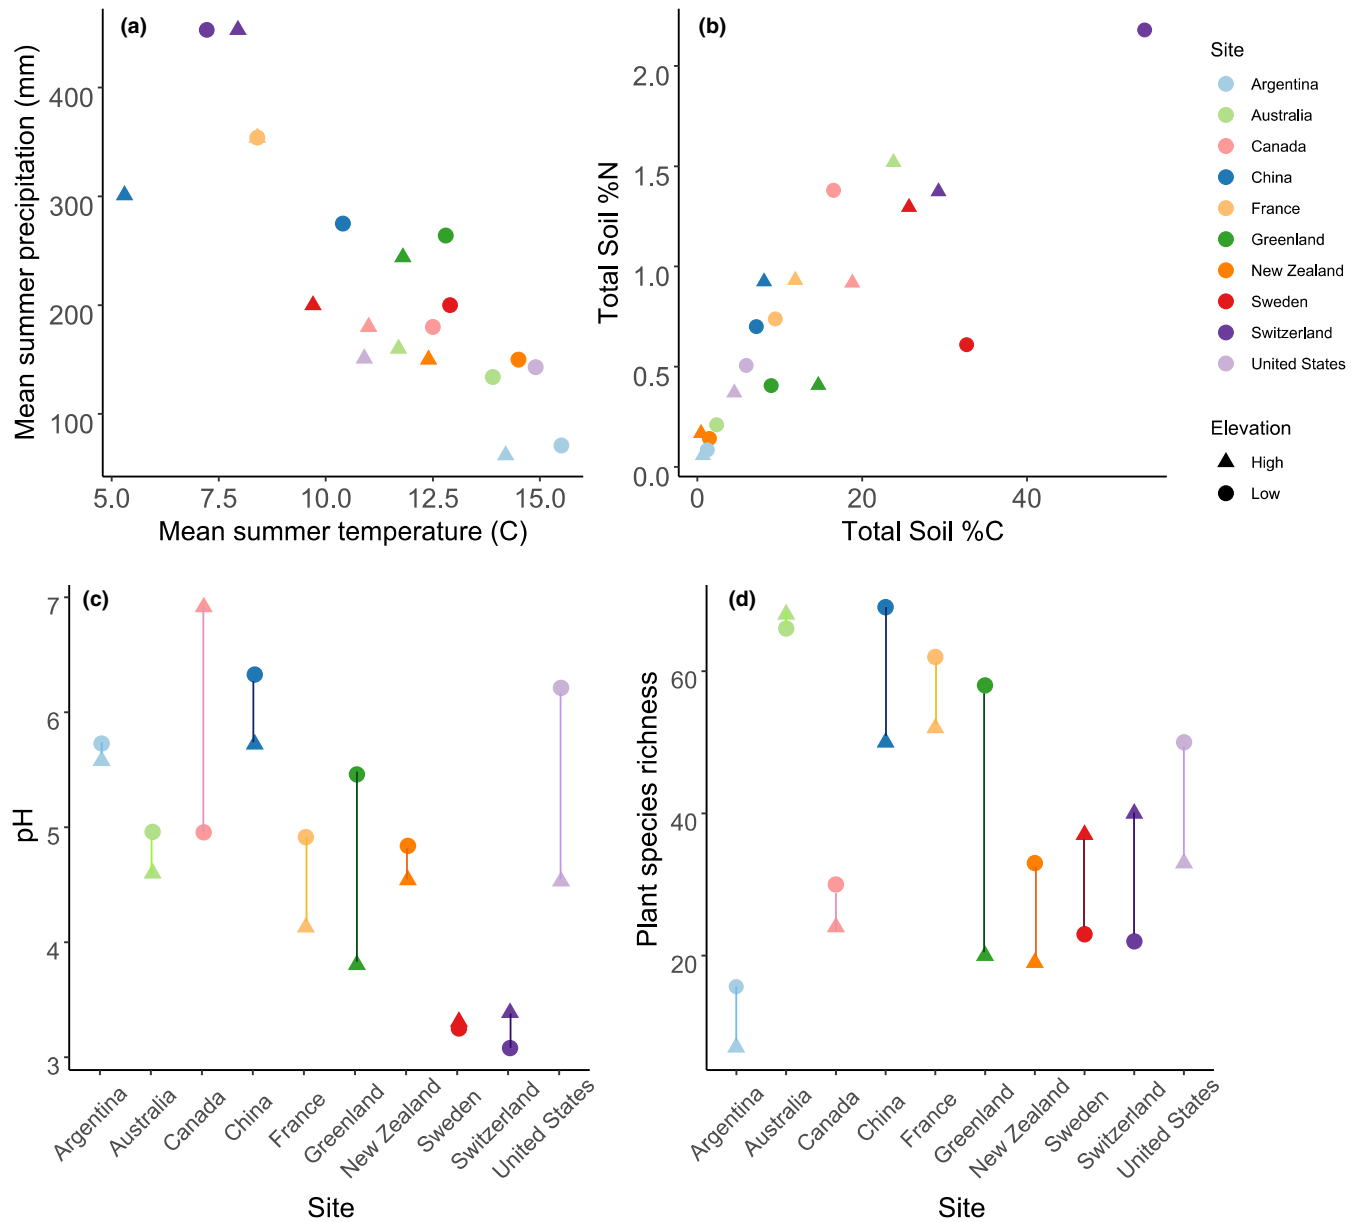 (a)
Mean summer precipitation (mm)
400
300
200
100
5.0 7.5 10.0 12.5 15.0
Mean summer temperature (C)
(b)
Total Soil %N
2.0
1.5
1.0
0.5
0.0
0 20 40
Total Soil %C
Site
Argentina
Australia
Canada
China
France
Greenland
New Zealand
Sweden
Switzerland
United States
Elevation
High
Low
(c)
pH
7
6
5
4
3
Argentina
Australia
Canada
China
France
Greenland
New Zealand
Sweden
Switzerland
United States
Site
(d)
Plant species richness
60
40
20
Argentina
Australia
Canada
China
France
Greenland
New Zealand
Sweden
Switzerland
United States
Site